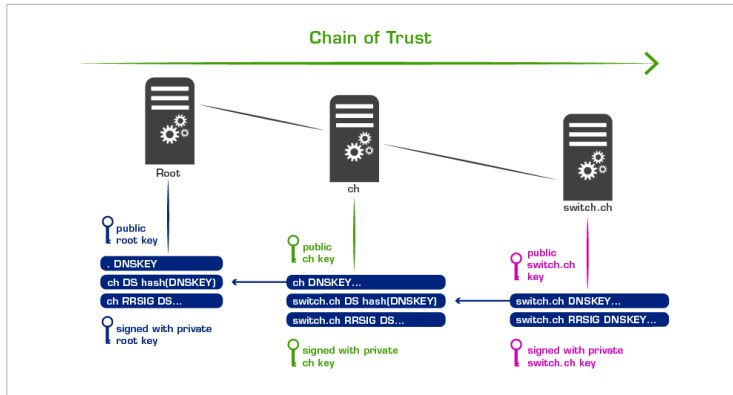 Chain of Trust
Root
ch
switch.ch
public
root key
. DNSKEY
ch DS hash(DNSKEY)
ch RRSIG DS...
signed with private
root key
public
ch key
ch DNSKEY...
switch.ch DS hash(DNSKEY)
switch.ch RRSIG DS...
signed with private
ch key
public
switch.ch
key
switch.ch DNSKEY...
switch.ch RRSIG DNSKEY...
signed with private
switch.ch key